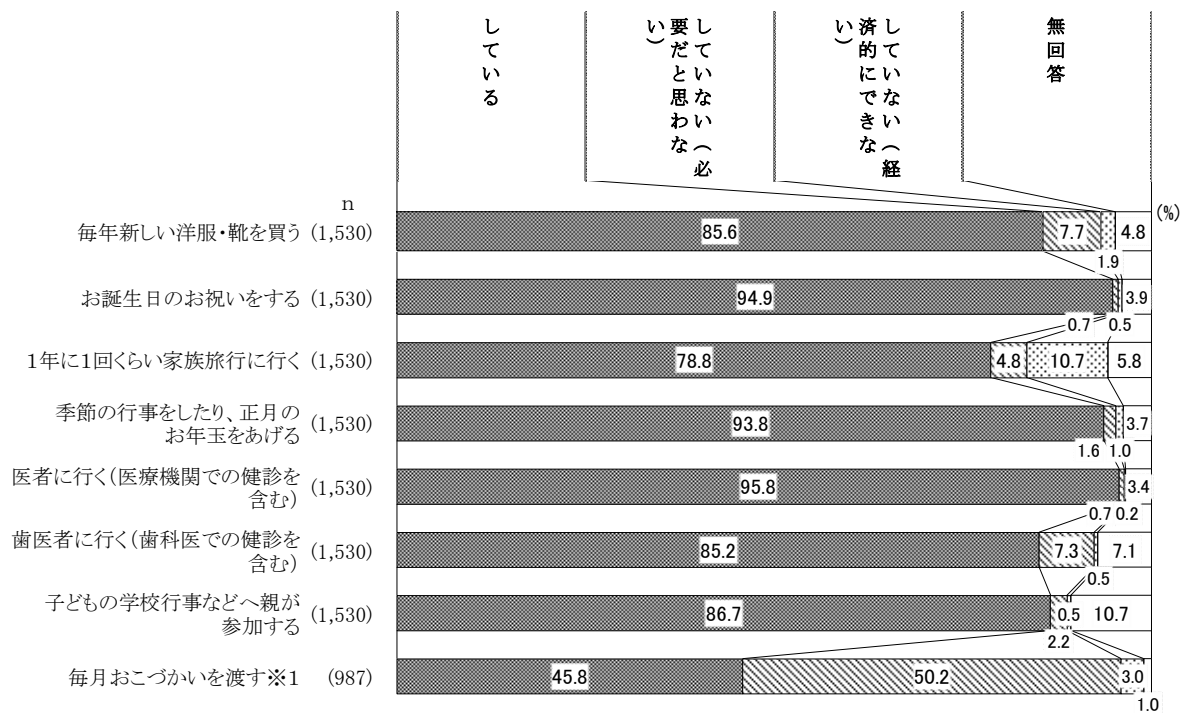 している
していない（必
要だと思わな
い）
していない（経
済的にできな
い）
無回答
n
(%)
毎年新しい洋服・靴を買う (1,530)
85.6
7.7
1.9
4.8
お誕生日のお祝いをする (1,530)
94.9
0.7
0.5
3.9
1年に1回くらい家族旅行に行く (1,530)
78.8
4.8
10.7
5.8
季節の行事をしたり、正月の
お年玉をあげる
(1,530)
93.8
1.6
1.0
3.7
医者に行く(医療機関での健診を
含む)
(1,530)
95.8
0.7
0.2
3.4
歯医者に行く(歯科医での健診を
含む)
(1,530)
85.2
7.3
0.5
7.1
子どもの学校行事などへ親が
参加する
(1,530)
86.7
2.2
0.5
10.7
毎月おこづかいを渡す※1 (987)
45.8
50.2
3.0
1.0